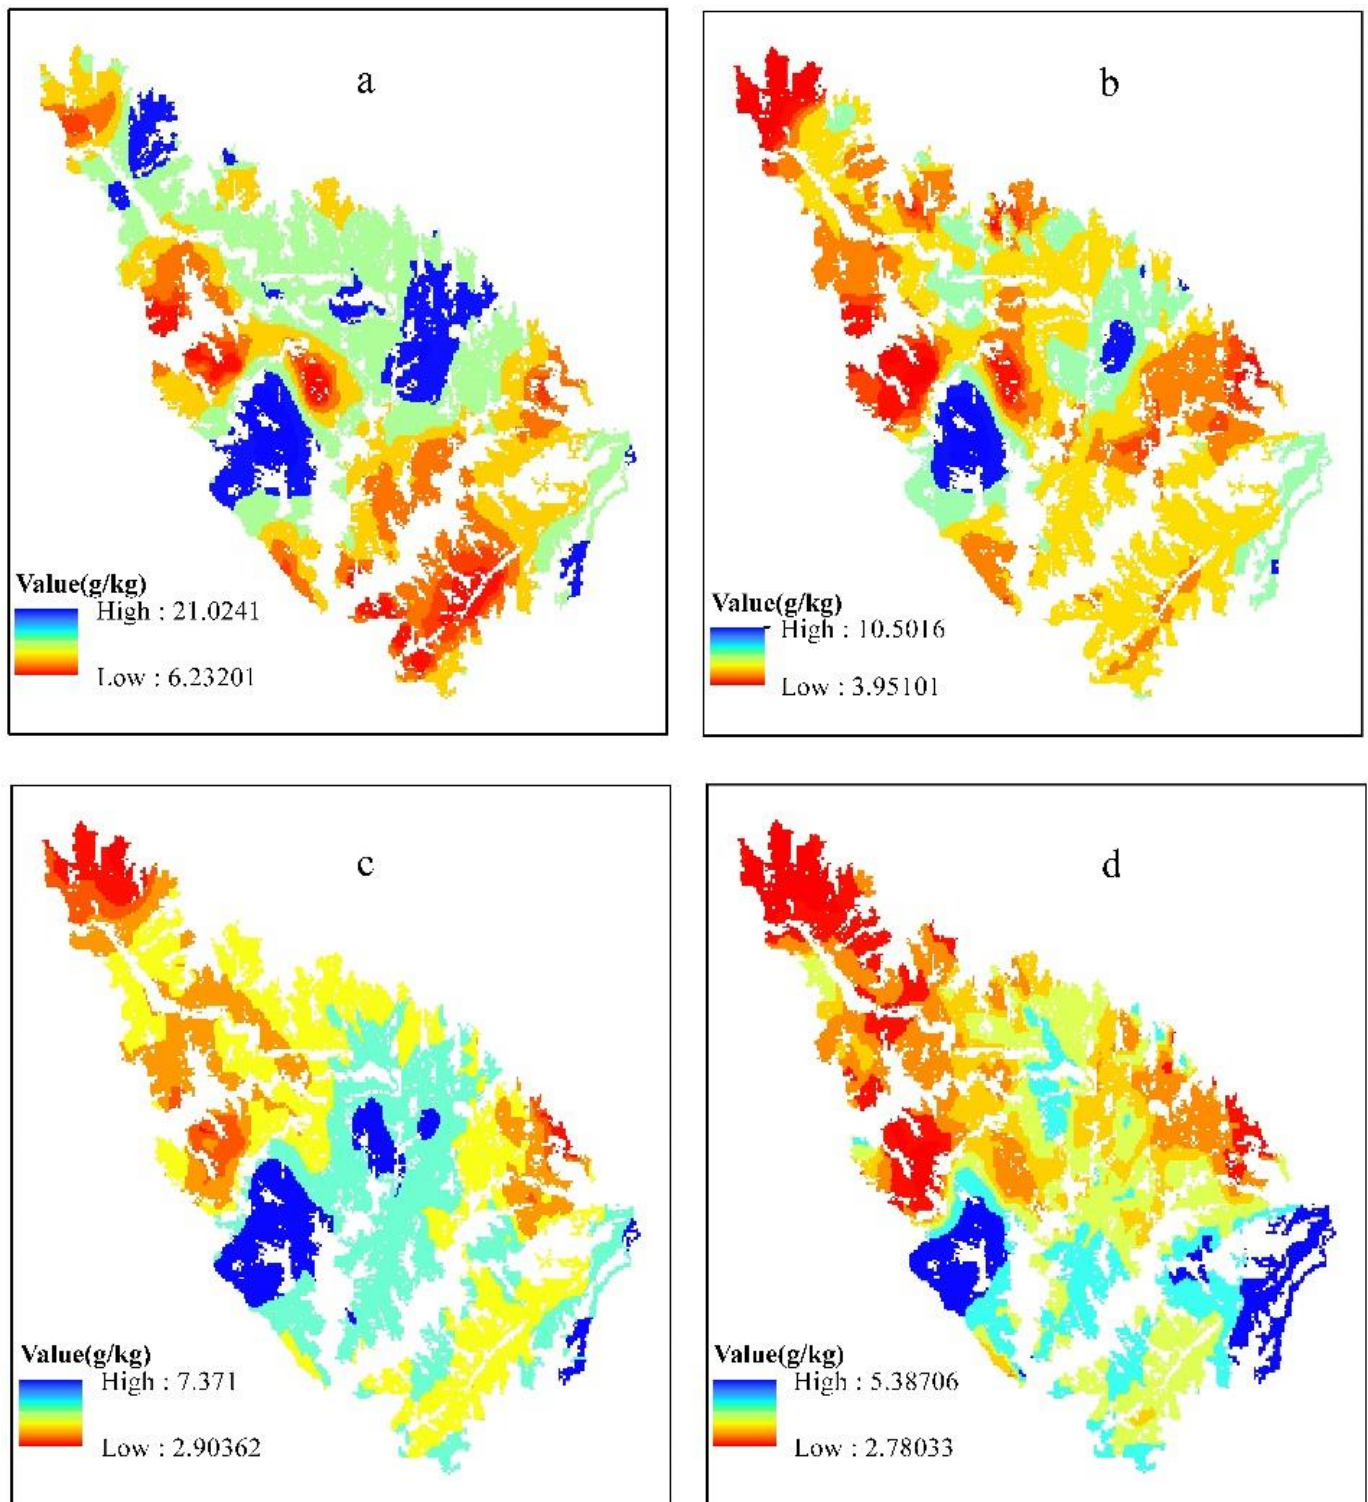 a
Value(g/kg)
High : 21.0241
Low : 6.23201
b
Value(g/kg)
High : 10.5016
Low : 3.95101
c
Value(g/kg)
High : 7.371
Low : 2.90362
d
Value(g/kg)
High : 5.38706
Low : 2.78033